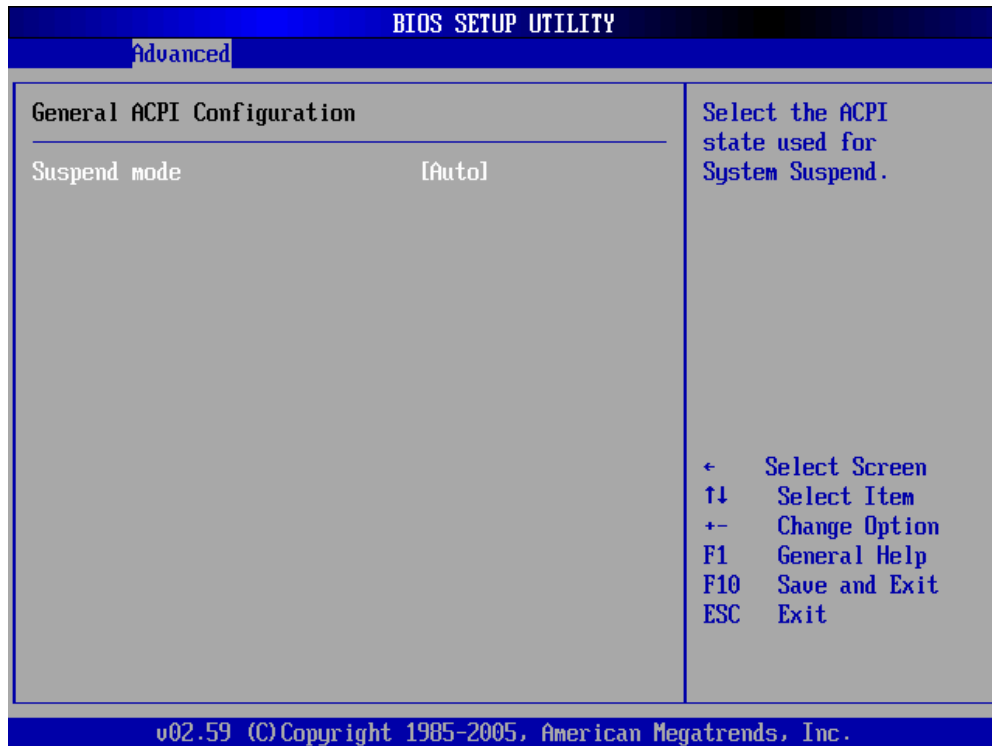 BIOS SETUP UTILITY
Advanced
General ACPI Configuration
Suspend mode [Auto]
Select the ACPI
state used for
System Suspend.
← Select Screen
↑↓ Select Item
+- Change Option
F1 General Help
F10 Save and Exit
ESC Exit
v02.59 (C)Copyright 1985-2005, American Megatrends, Inc.